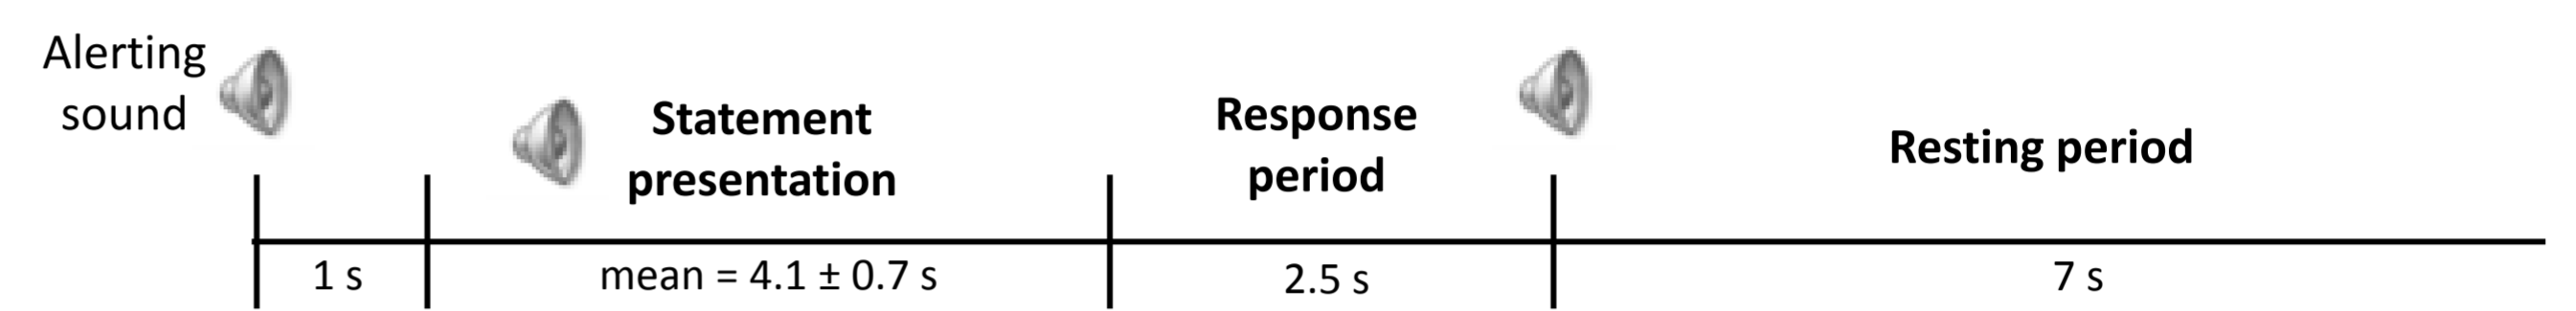 Alerting
sound
Statement
presentation
Response
period
Resting period
1 s
mean = 4.1 ± 0.7 s
2.5 s
7 s